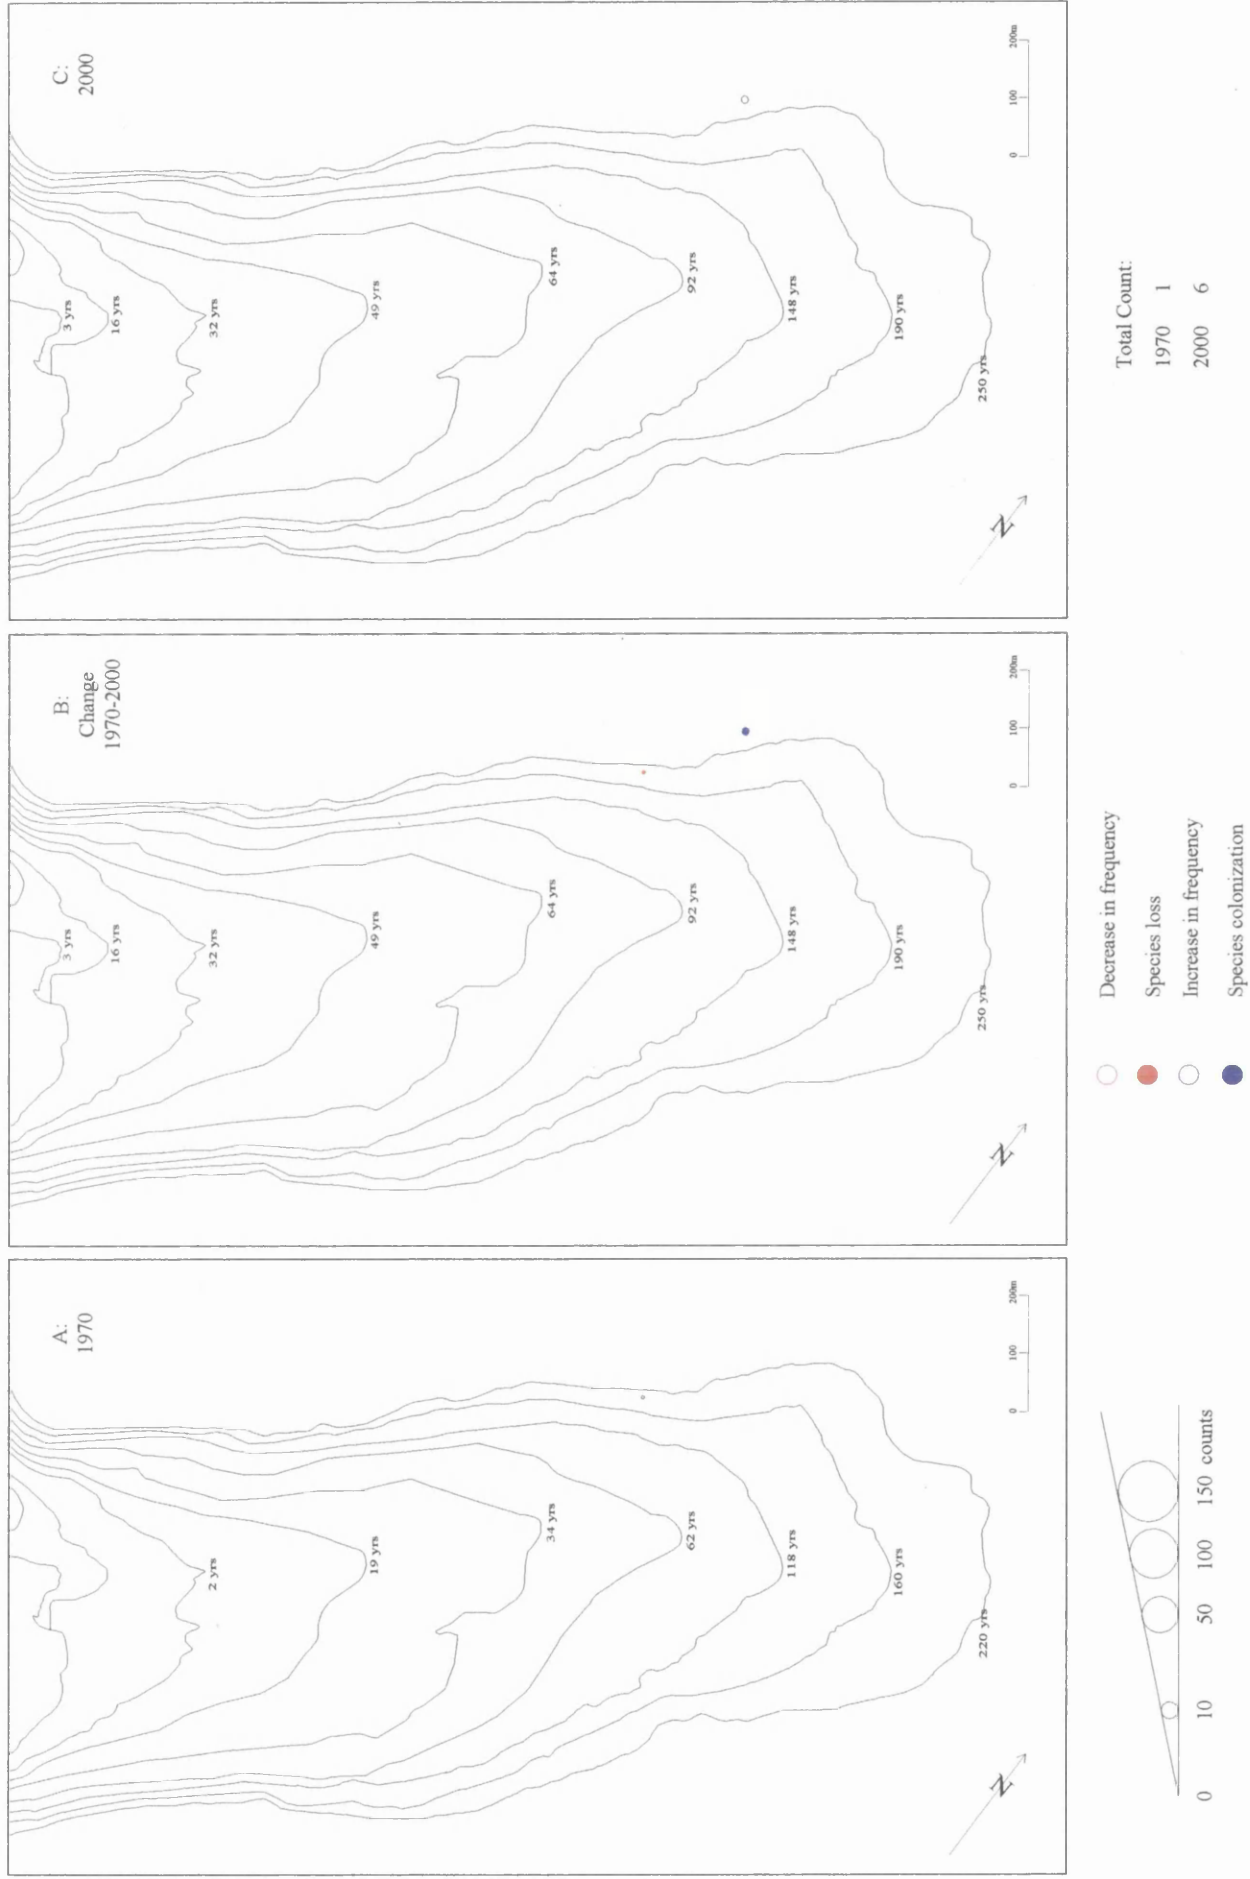 A:
1970
2 yrs
19 yrs
34 yrs
62 yrs
118 yrs
160 yrs
220 yrs
N
0 100 200m
B:
Change
1970-2000
3 yrs
16 yrs
32 yrs
49 yrs
64 yrs
92 yrs
148 yrs
190 yrs
250 yrs
N
0 100 200m
C:
2000
3 yrs
16 yrs
32 yrs
49 yrs
64 yrs
92 yrs
148 yrs
190 yrs
250 yrs
N
0 100 200m
0 10 50 100 150 counts
Decrease in frequency
Species loss
Increase in frequency
Species colonization
Total Count:
1970 1
2000 6